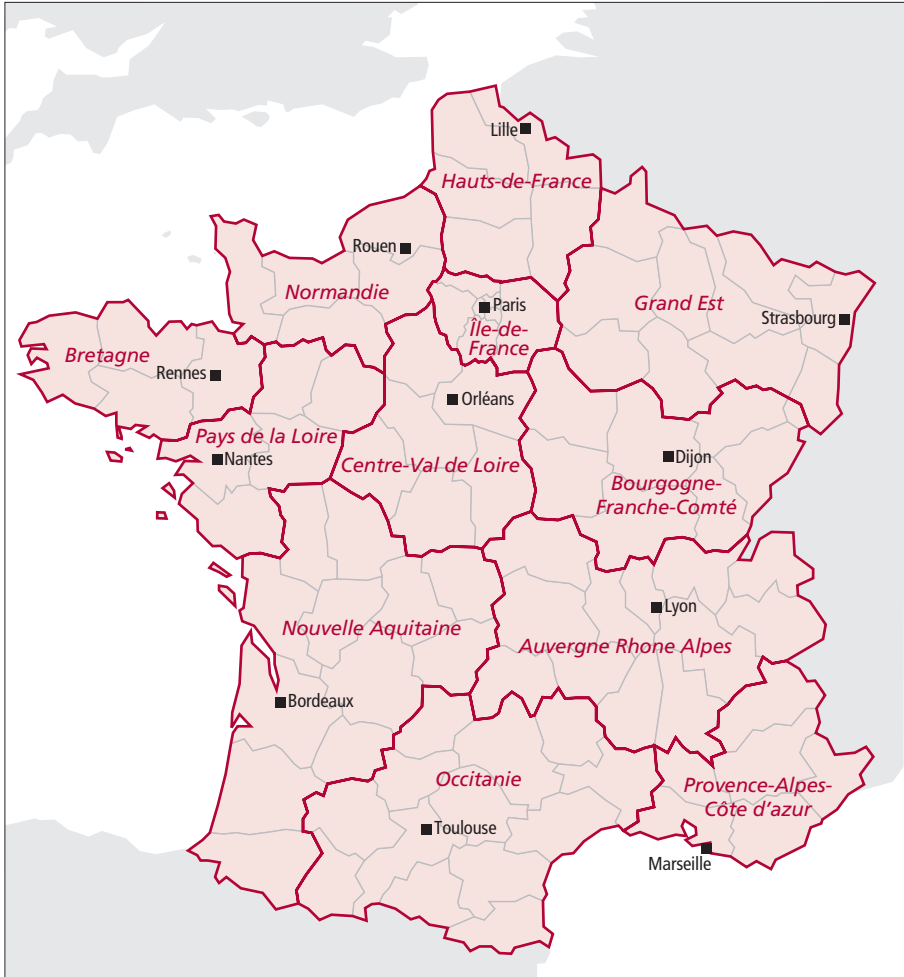 Lille
Hauts-de-France
Rouen
Normandie
Paris
Île-de-
France
Grand Est
Strasbourg
Bretagne
Rennes
Orléans
Pays de la Loire
Nantes
Centre-Val de Loire
Dijon
Bourgogne-
Franche-Comté
Lyon
Nouvelle Aquitaine
Auvergne Rhone Alpes
Bordeaux
Occitanie
Provence-Alpes-
Côte d'azur
Toulouse
Marseille